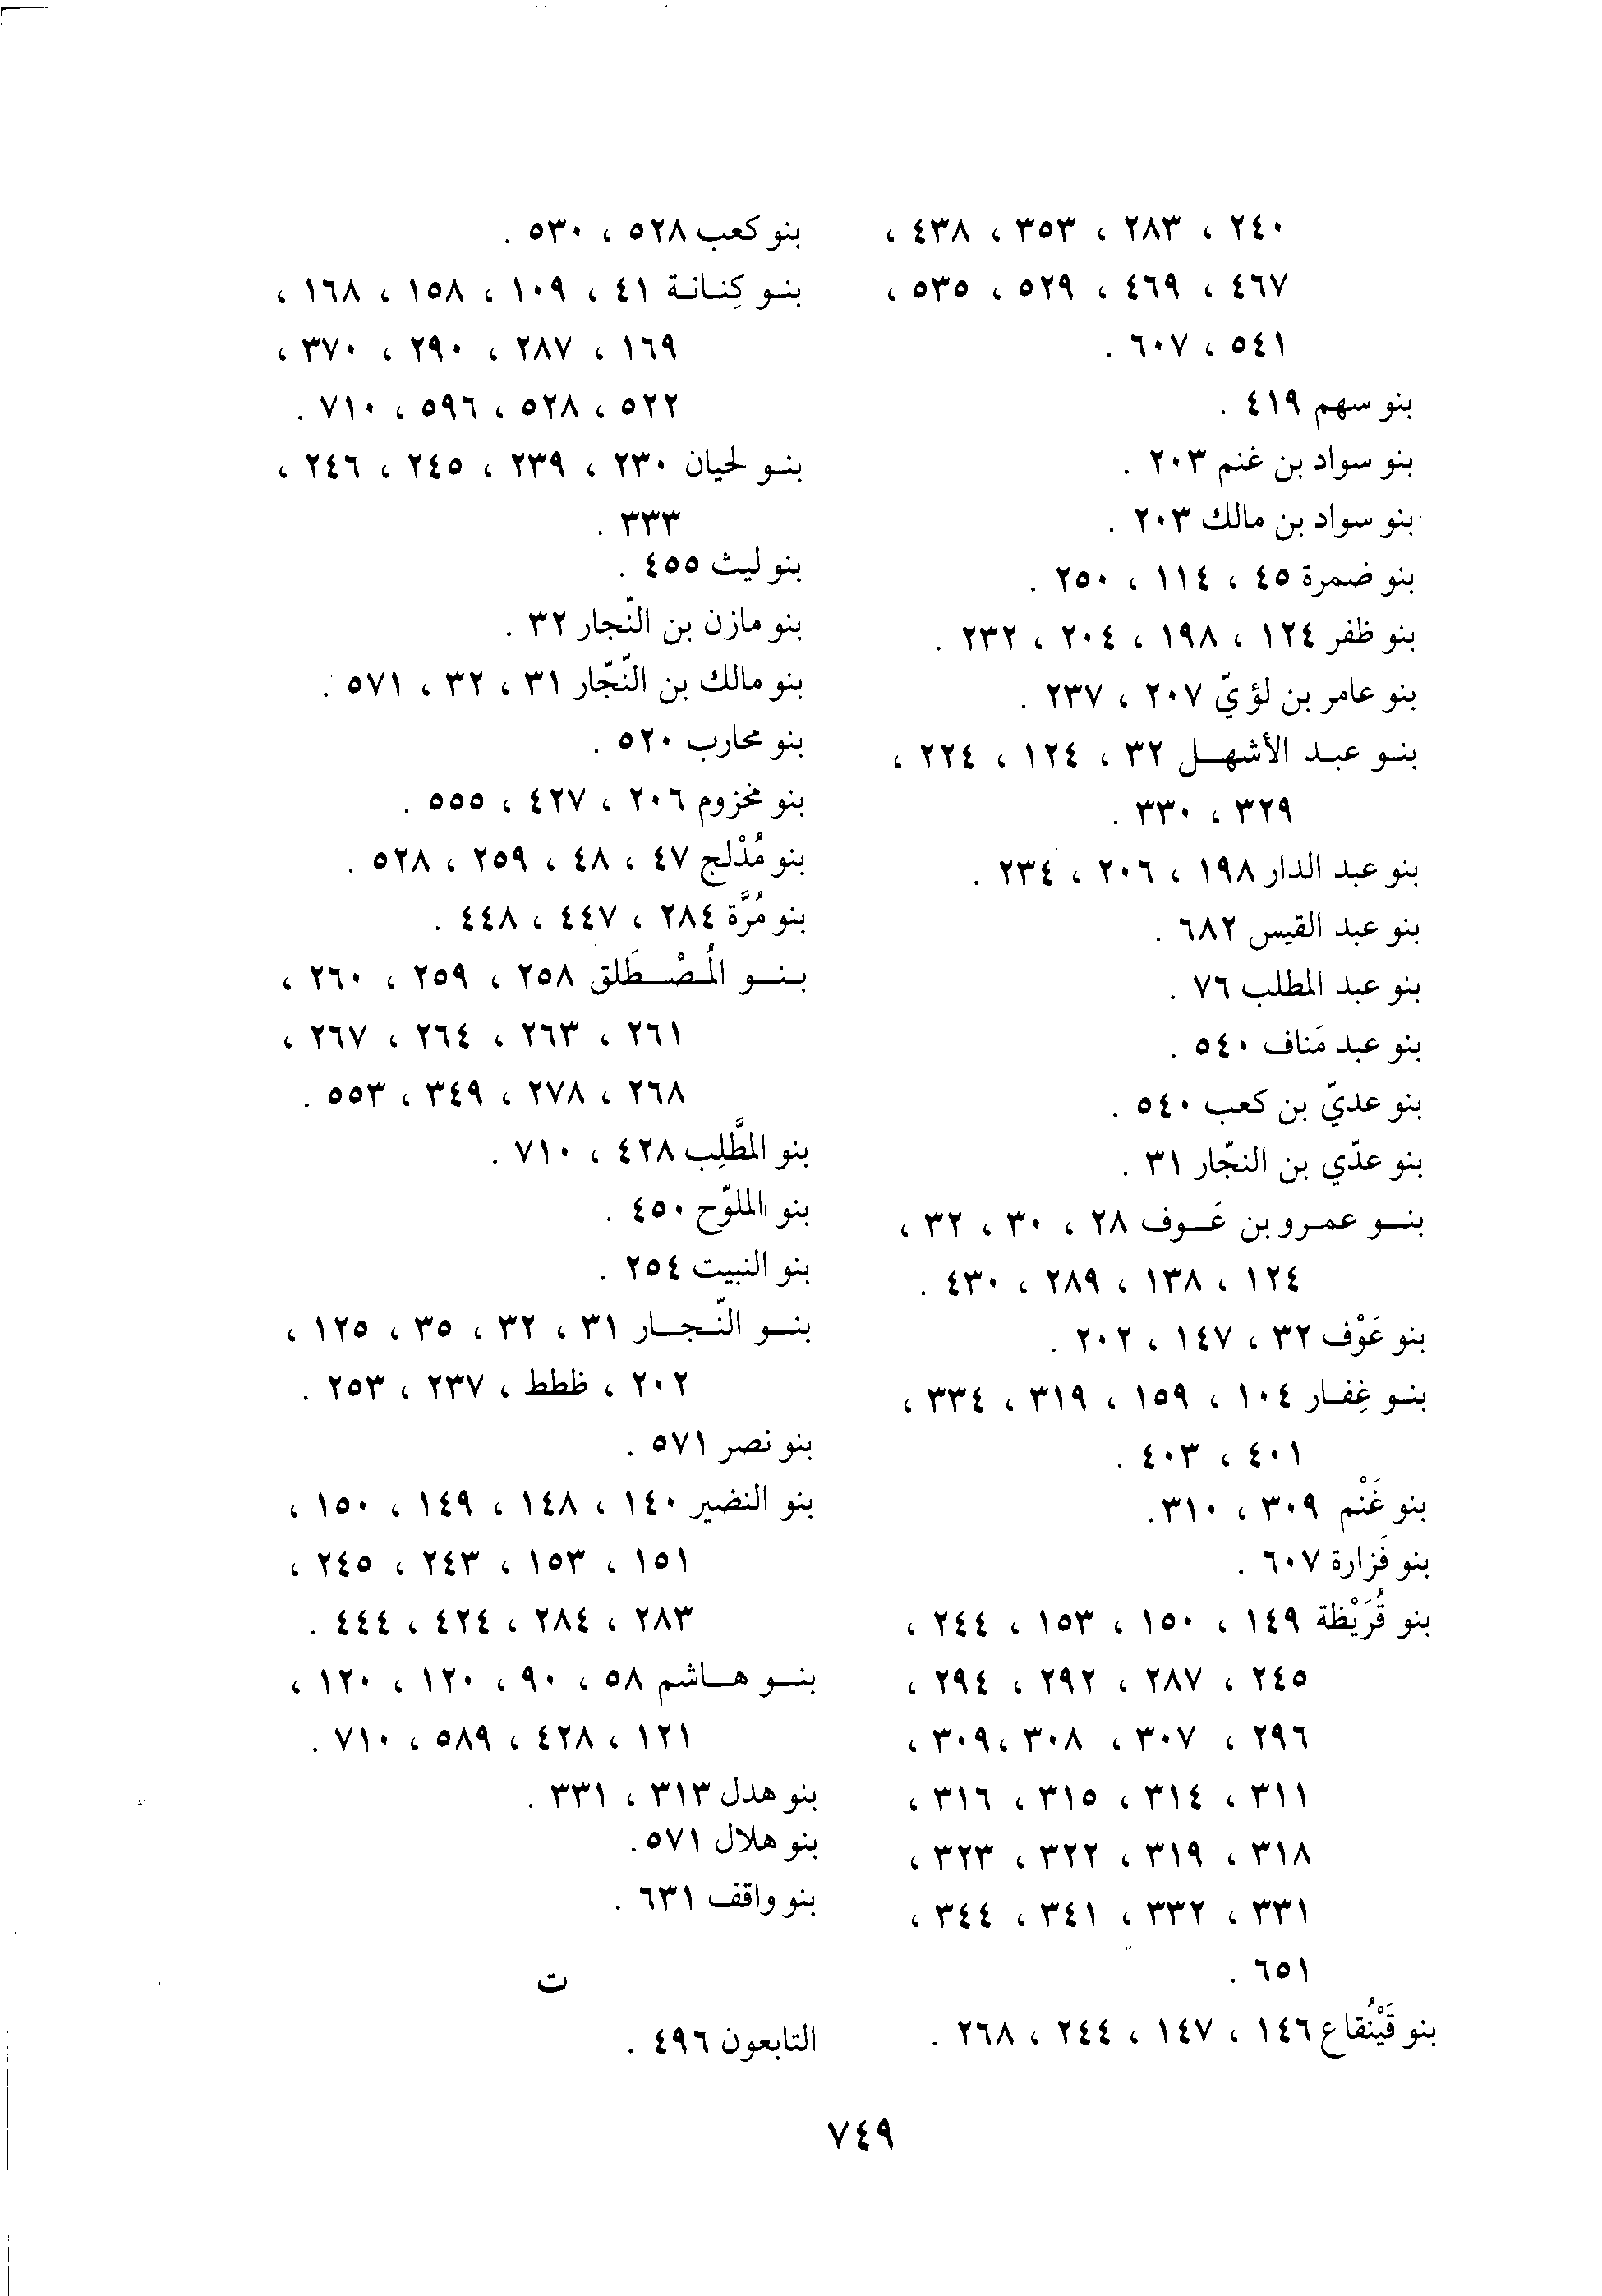 ٢٤٠ ، ٢٨٣ ، ٣٥٣ ، ٤٣٨ ،
٤٦٧ ، ٤٦٩ ، ٥٢٩ ، ٥٣٥ ،
٥٤١ ، ٦٠٧ .
بنو سهم ٤١٩ .
بنو سواد بن غنم ٢٠٣ .
بنو سواد بن مالك ٢٠٣ .
بنو ضمرة ٤٥ ، ١١٤ ، ٢٥٠ .
بنو ظفر ١٢٤ ، ١٩٨ ، ٢٠٤ ، ٢٣٢ .
بنو عامر بن لؤيّ ٢٠٧ ، ٢٣٧ .
بنو عبد الأشهل ٣٢ ، ١٢٤ ، ٢٢٤ ،
٣٢٩ ، ٣٣٠ .
بنو عبد الدار ١٩٨ ، ٢٠٦ ، ٢٣٤ .
بنو عبد القيس ٦٨٢ .
بنو عبد المطلب ٧٦ .
بنو عبد مَناف ٥٤٠ .
بنو عديّ بن كعب ٥٤٠ .
بنو عدّي بن النجّار ٣١ .
بنو عمرو بن عَوف ٢٨ ، ٣٠ ، ٣٢ ،
١٢٤ ، ١٣٨ ، ٢٨٩ ، ٤٣٠ .
بنو عَوْف ٣٢ ، ١٤٧ ، ٢٠٢ .
بنو غِفار ١٠٤ ، ١٥٩ ، ٣١٩ ، ٣٣٤ ،
٤٠١ ، ٤٠٣ .
بنو غَنْم ٣٠٩ ، ٣١٠.
بنو فَزارة ٦٠٧ .
بنو قُرَيْظة ١٤٩ ، ١٥٠ ، ١٥٣ ، ٢٤٤ ،
٢٤٥ ، ٢٨٧ ، ٢٩٢ ، ٢٩٤ ،
٢٩٦ ، ٣٠٧ ، ٣٠٨ ،٣٠٩ ،
٣١١ ، ٣١٤ ، ٣١٥ ، ٣١٦ ،
٣١٨ ، ٣١٩ ، ٣٢٢ ، ٣٢٣ ،
٣٣١ ، ٣٣٢ ، ٣٤١ ، ٣٤٤ ،
٦٥١ .
بنو قَيْنُقاع ١٤٦ ، ١٤٧ ، ٢٤٤ ، ٢٦٨ .
بنو كعب ٥٢٨ ، ٥٣٠ .
بنو كِنانة ٤١ ، ١٠٩ ، ١٥٨ ، ١٦٨ ،
١٦٩ ، ٢٨٧ ، ٢٩٠ ، ٣٧٠ ،
٥٢٢ ، ٥٢٨ ، ٥٩٦ ، ٧١٠ .
بنو لحيان ٢٣٠ ، ٢٣٩ ، ٢٤٥ ، ٢٤٦ ،
٣٣٣ .
بنو ليث ٤٥٥ .
بنو مازن بن النّجار ٣٢ .
بنو مالك بن النّجّار ٣١ ، ٣٢ ، ٥٧١ .
بنو محارب ٥٢٠ .
بنو مخزوم ٢٠٦ ، ٤٢٧ ، ٥٥٥ .
بنو مُدْلج ٤٧ ، ٤٨ ، ٢٥٩ ، ٥٢٨ .
بنو مُرَّة ٢٨٤ ، ٤٤٧ ، ٤٤٨ .
بنو المُصْطَلق ٢٥٨ ، ٢٥٩ ، ٢٦٠ ،
٢٦١ ، ٢٦٣ ، ٢٦٤ ، ٢٦٧ ،
٢٦٨ ، ٢٧٨ ، ٣٤٩ ، ٥٥٣ .
بنو المطَّلِب ٤٢٨ ، ٧١٠ .
بنو الملوّح ٤٥٠ .
بنو النبيت ٢٥٤ .
بنو النّجار ٣١ ، ٣٢ ، ٣٥ ، ١٢٥ ،
٢٠٢ ، ظطط ، ٢٣٧ ، ٢٥٣ .
بنو نصر ٥٧١ .
بنو النضير ١٤٠ ، ١٤٨ ، ١٤٩ ، ١٥٠ ،
١٥١ ، ١٥٣ ، ٢٤٣ ، ٢٤٥ ،
٢٨٣ ، ٢٨٤ ، ٤٢٤ ، ٤٤٤ .
بنو هاشم ٥٨ ، ٩٠ ، ١٢٠ ، ١٢٠ ،
١٢١ ، ٤٢٨ ، ٥٨٩ ، ٧١٠ .
بنو هدل ٣١٣ ، ٣٣١ .
بنو هلال ٥٧١.
بنو واقف ٦٣١ .
ت
التابعون ٤٩٦ .
٧٤٩